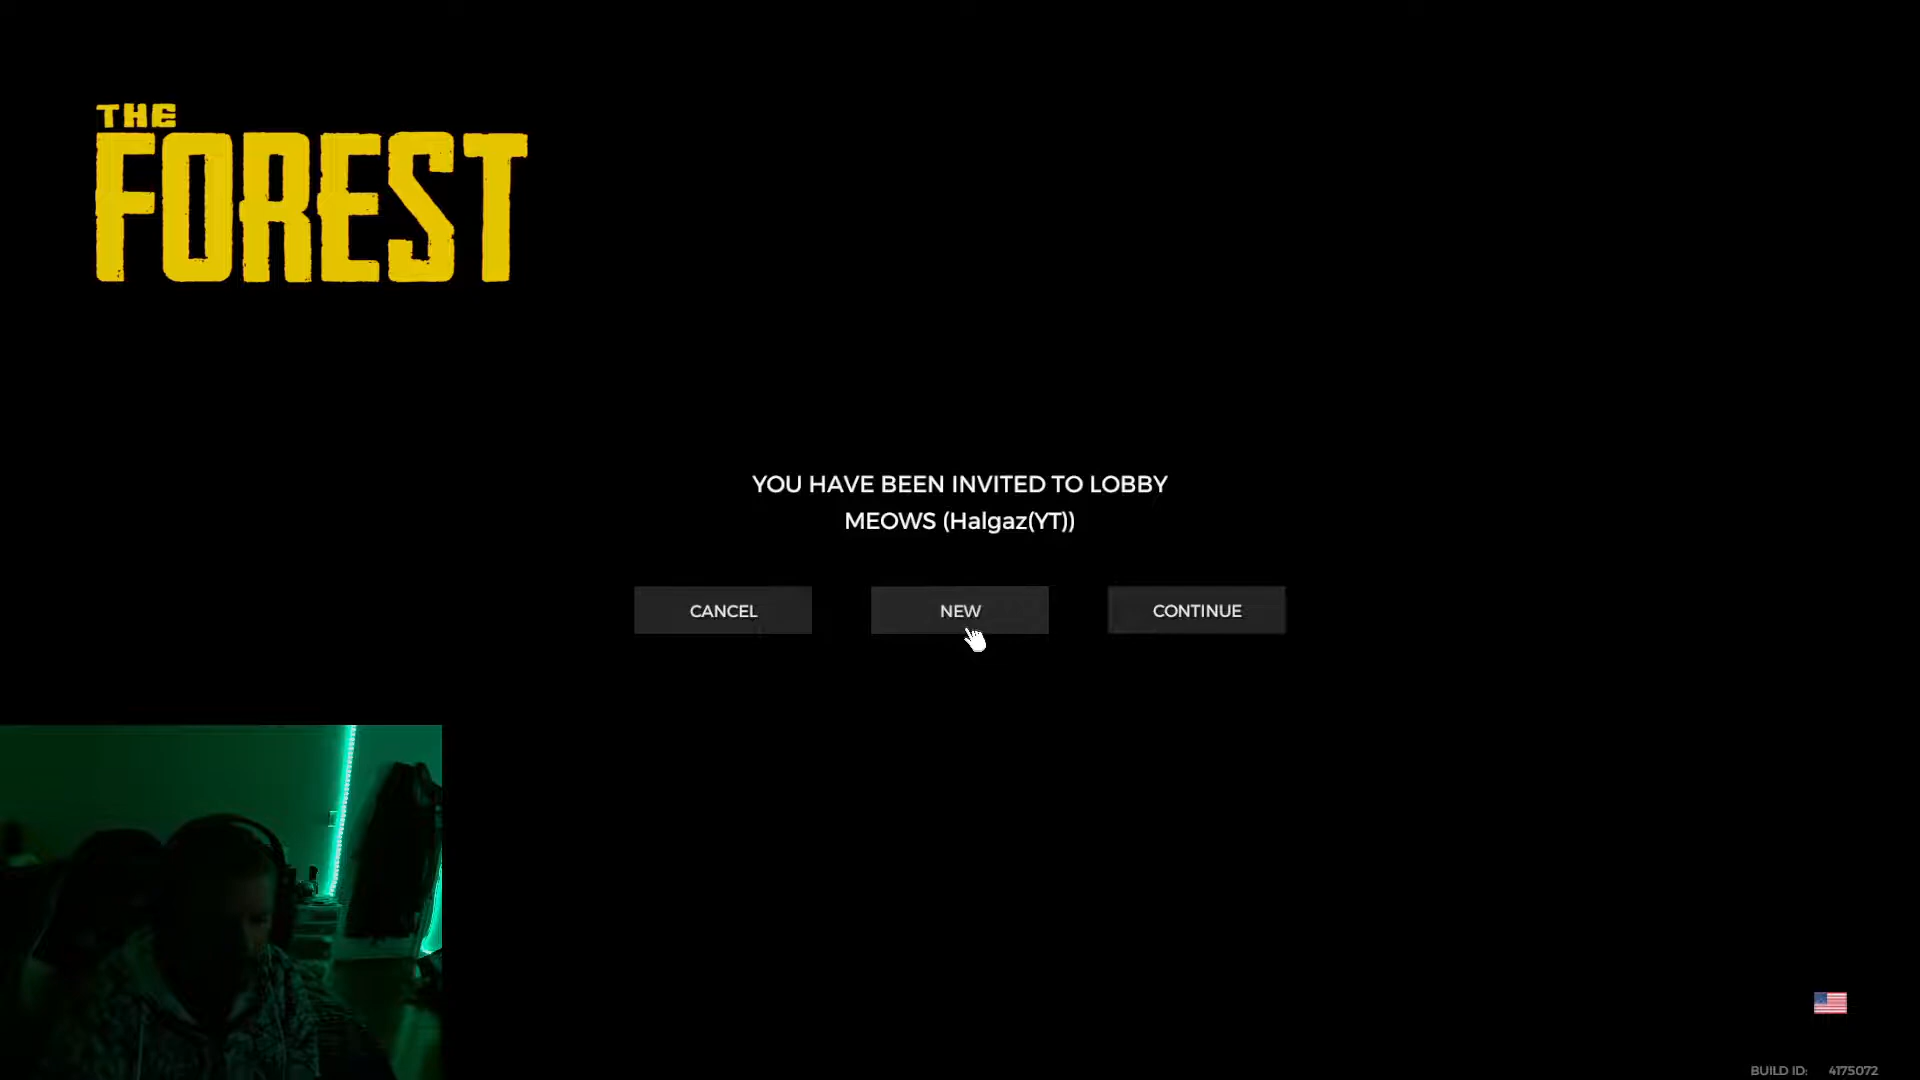 THE
FOREST
YOU HAVE BEEN INVITED TO LOBBY
MEOWS (Halgaz(YT))
CANCEL
NEW
CONTINUE
BUILD ID: 4175072